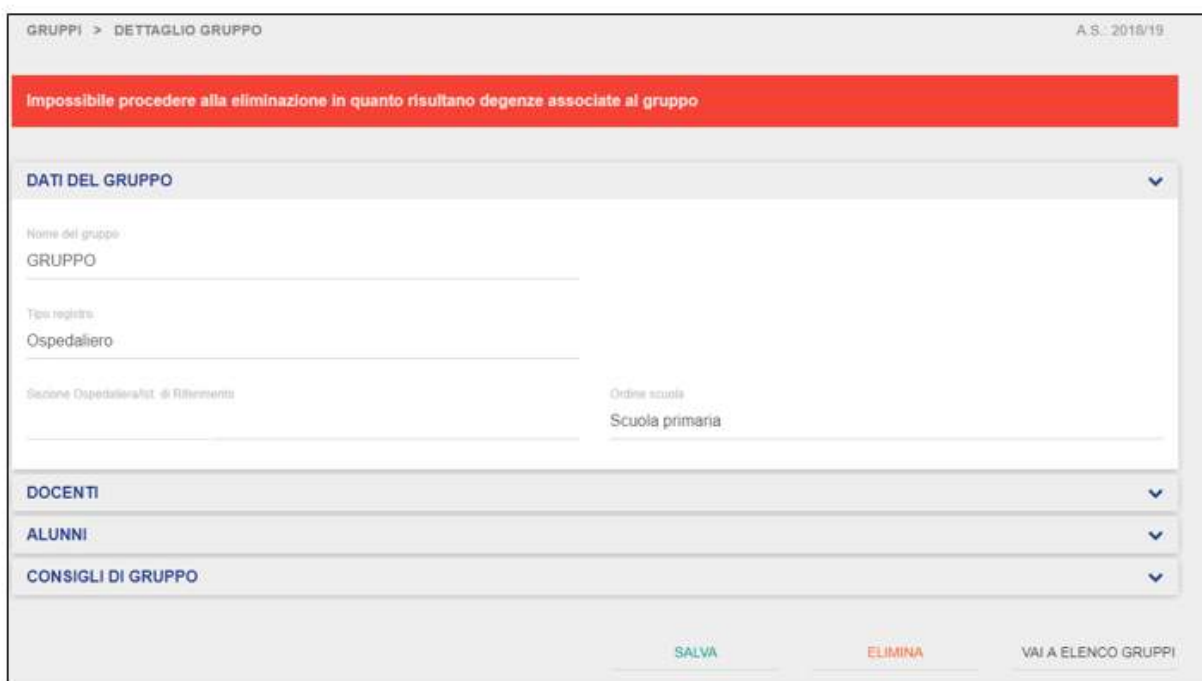 GRUPPI > DETTAGLIO GRUPPO
A.S.: 2018/19
Impossibile procedere alla eliminazione in quanto risultano degenze associate al gruppo
DATI DEL GRUPPO
Nome del gruppo
GRUPPO
Tipo registro
Ospedaliero
Sezione Ospedaliera/Ist. di Riferimento
Ordine scuola
Scuola primaria
DOCENTI
ALUNNI
CONSIGLI DI GRUPPO
SALVA
ELIMINA
VAI A ELENCO GRUPPI